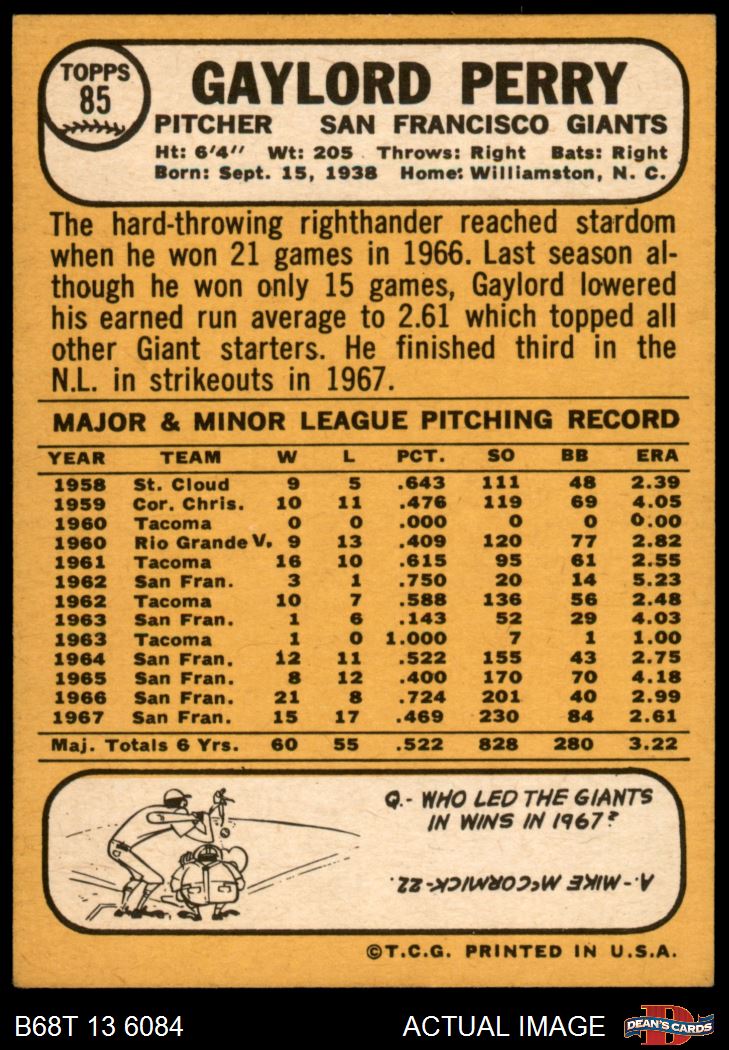 TOPPS
85
GAYLORD PERRY
PITCHER SAN FRANCISCO GIANTS
Ht: 6'4" Wt: 205 Throws: Right Bats: Right
Born: Sept. 15, 1938 Home: Williamston, N. C.
The hard-throwing righthander reached stardom
when he won 21 games in 1966. Last season al-
though he won only 15 games, Gaylord lowered
his earned run average to 2.61 which topped all
other Giant starters. He finished third in the
N.L. in strikeouts in 1967.
MAJOR & MINOR LEAGUE PITCHING RECORD
YEAR TEAM W L PCT. SO BB ERA
1958 St. Cloud 9 5 .643 111 48 2.39
1959 Cor. Chris. 10 11 .476 119 69 4.05
1960 Tacoma 0 0 .000 0 0 0.00
1960 Rio Grande V. 9 13 .409 120 77 2.82
1961 Tacoma 16 10 .615 95 61 2.55
1962 San Fran. 3 1 .750 20 14 5.23
1962 Tacoma 10 7 .588 136 56 2.48
1963 San Fran. 1 6 .143 52 29 4.03
1963 Tacoma 1 0 1.000 7 1 1.00
1964 San Fran. 12 11 .522 155 43 2.75
1965 San Fran. 8 12 .400 170 70 4.18
1966 San Fran. 21 8 .724 201 40 2.99
1967 San Fran. 15 17 .469 230 84 2.61
Maj. Totals 6 Yrs. 60 55 .522 828 280 3.22
Q.- WHO LED THE GIANTS
IN WINS IN 1967?
A.- MIKE McCORMICK-22.
©T.C.G. PRINTED IN U.S.A.
B68T 13 6084 ACTUAL IMAGE
DEAN'S CARDS